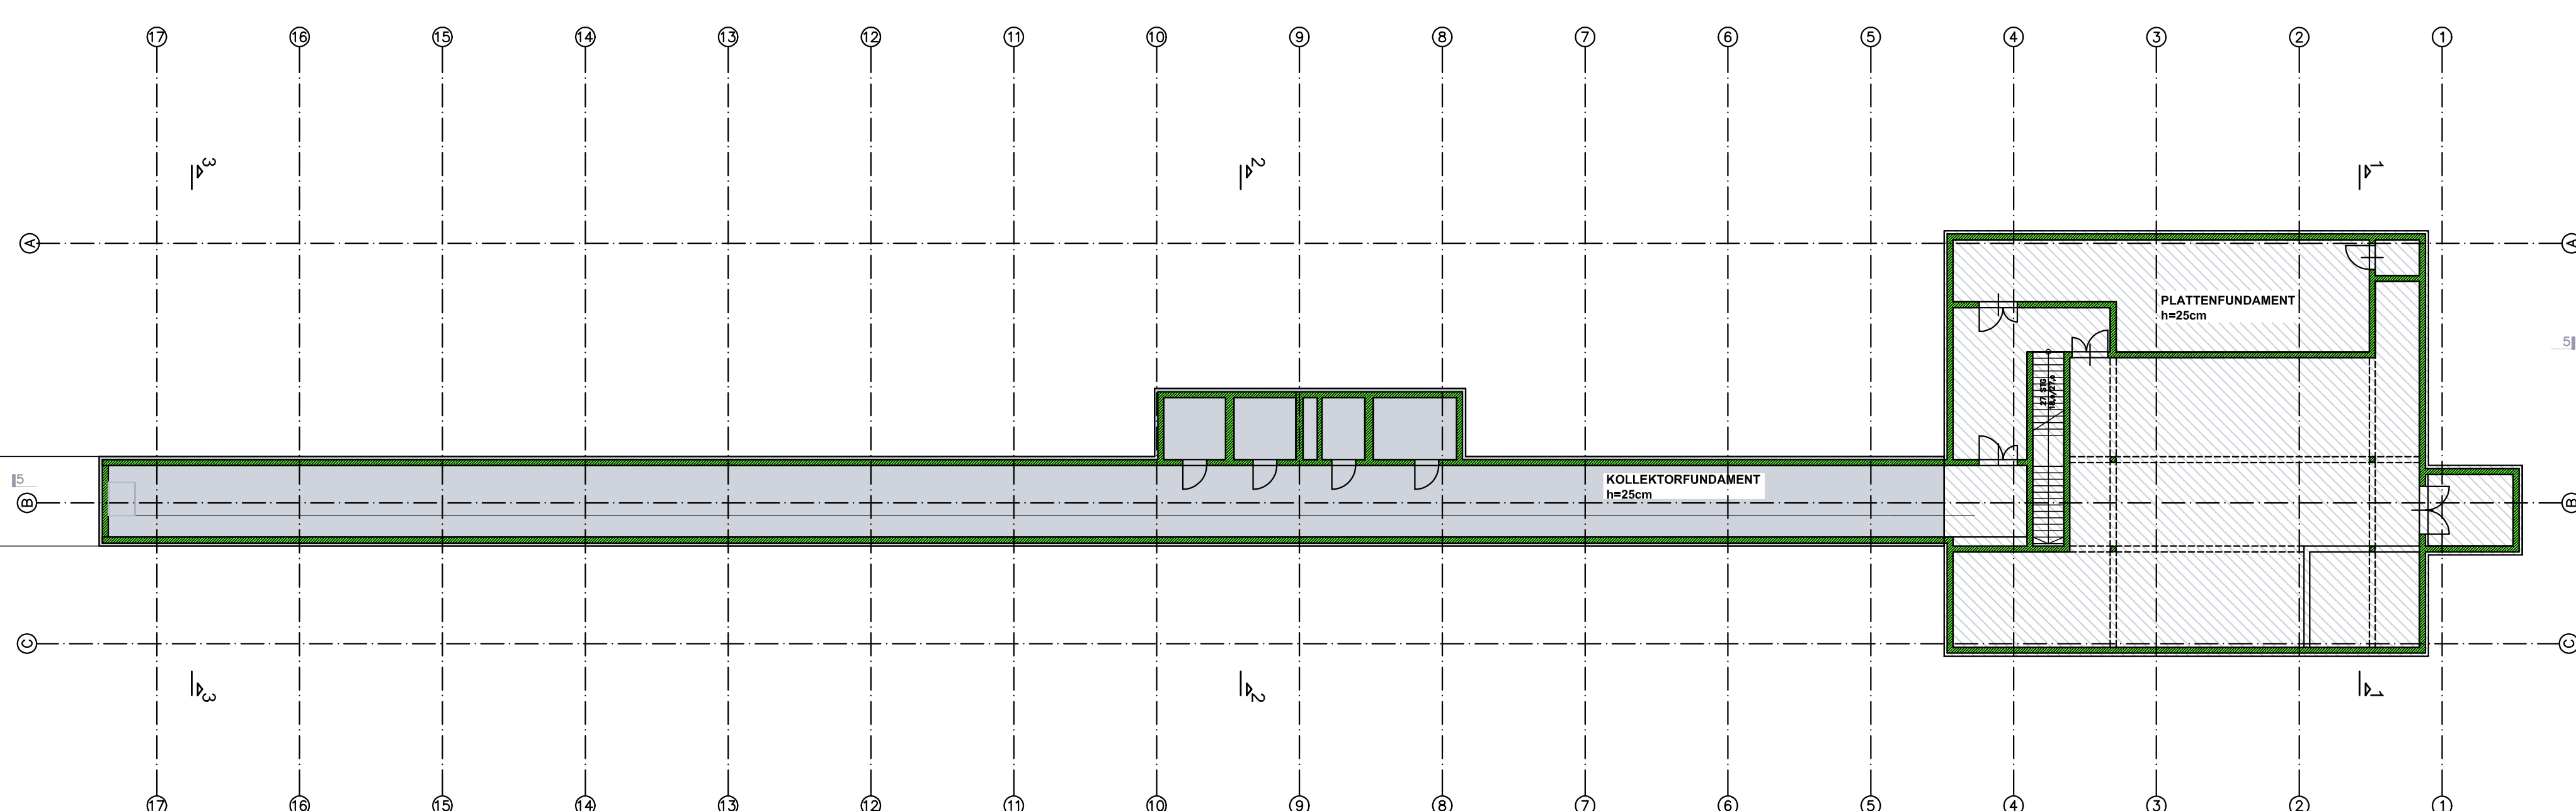 17 16 15 14 13 12 11 10 9 8 7 6 5 4 3 2 1
3 2 1
A A
PLATTENFUNDAMENT
h=25cm
5 5
27 STG
KOLLEKTORFUNDAMENT
h=25cm
B B
C C
3 2 1
17 16 15 14 13 12 11 10 9 8 7 6 5 4 3 2 1